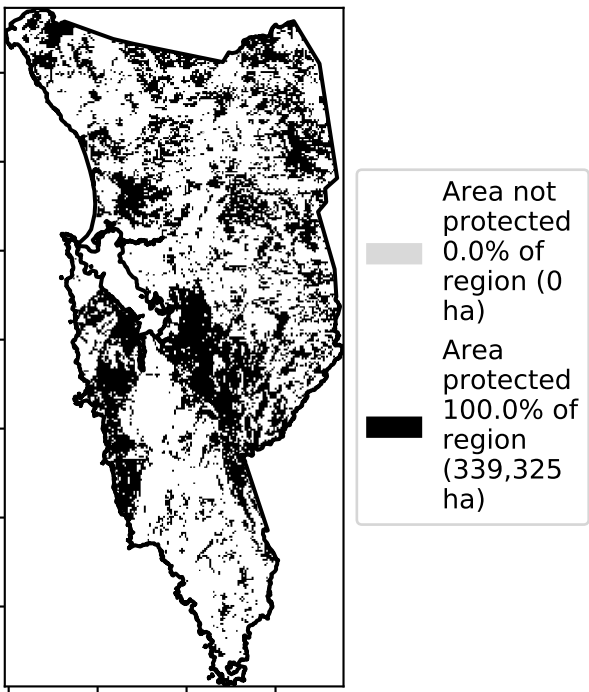 Area not
protected
0.0% of
region (0
ha)
Area
protected
100.0% of
region
(339,325
ha)